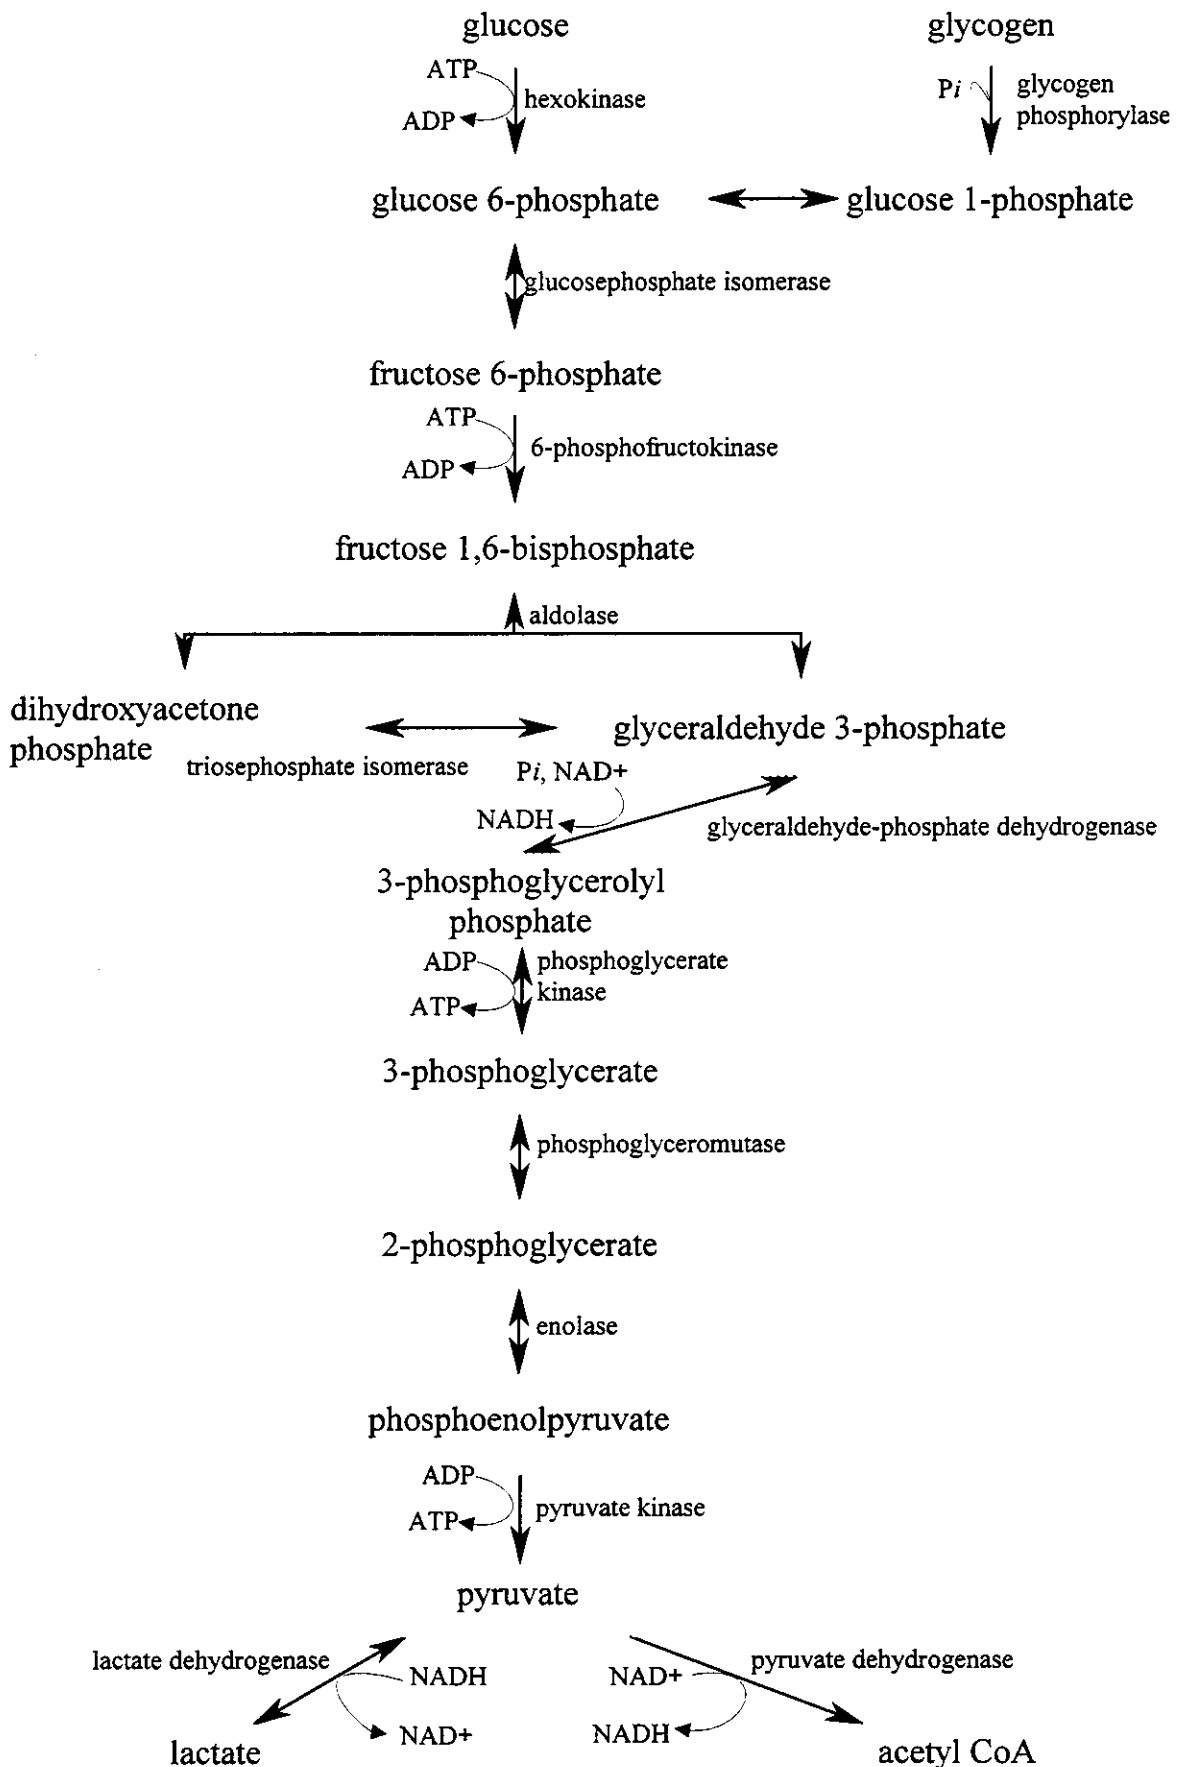 glucose
glycogen
ATP
hexokinase
ADP
Pi
glycogen
phosphorylase
glucose 6-phosphate
glucose 1-phosphate
glucosephosphate isomerase
fructose 6-phosphate
ATP
6-phosphofructokinase
ADP
fructose 1,6-bisphosphate
aldolase
dihydroxyacetone
phosphate
glyceraldehyde 3-phosphate
triosephosphate isomerase
Pi, NAD+
NADH
glyceraldehyde-phosphate dehydrogenase
3-phosphoglycerolyl
phosphate
ADP
phosphoglycerate
kinase
ATP
3-phosphoglycerate
phosphoglyceromutase
2-phosphoglycerate
enolase
phosphoenolpyruvate
ADP
pyruvate kinase
ATP
pyruvate
lactate dehydrogenase
NADH
NAD+
NAD+
pyruvate dehydrogenase
NADH
lactate
acetyl CoA